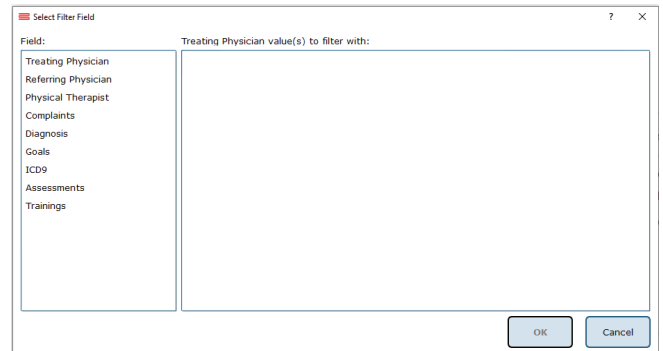 Select Filter Field ? ×
Field: Treating Physician value(s) to filter with:
Treating Physician
Referring Physician
Physical Therapist
Complaints
Diagnosis
Goals
ICD9
Assessments
Trainings
OK Cancel